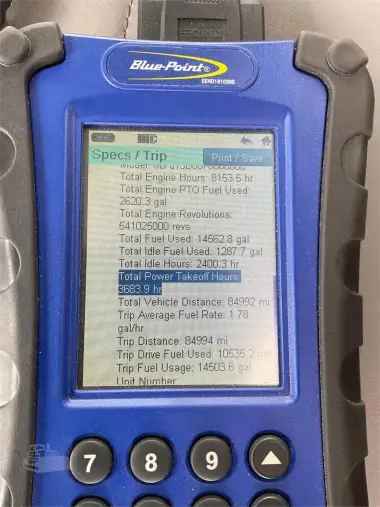 Blue-Point®
EEHD181030S
Specs / Trip
Print / Save
Total Engine Hours: 8153.5 hr
Total Engine PTO Fuel Used:
2620.3 gal
Total Engine Revolutions:
541025000 revs
Total Fuel Used: 14562.8 gal
Total Idle Fuel Used: 1287.7 gal
Total Idle Hours: 2400.3 hr
Total Power Takeoff Hours:
3683.9 hr
Total Vehicle Distance: 84992 mi
Trip Average Fuel Rate: 1.78
gal/hr
Trip Distance: 84994 mi
Trip Drive Fuel Used: 10535.2 gal
Trip Fuel Usage: 14503.6 gal
Unit Number
7 8 9